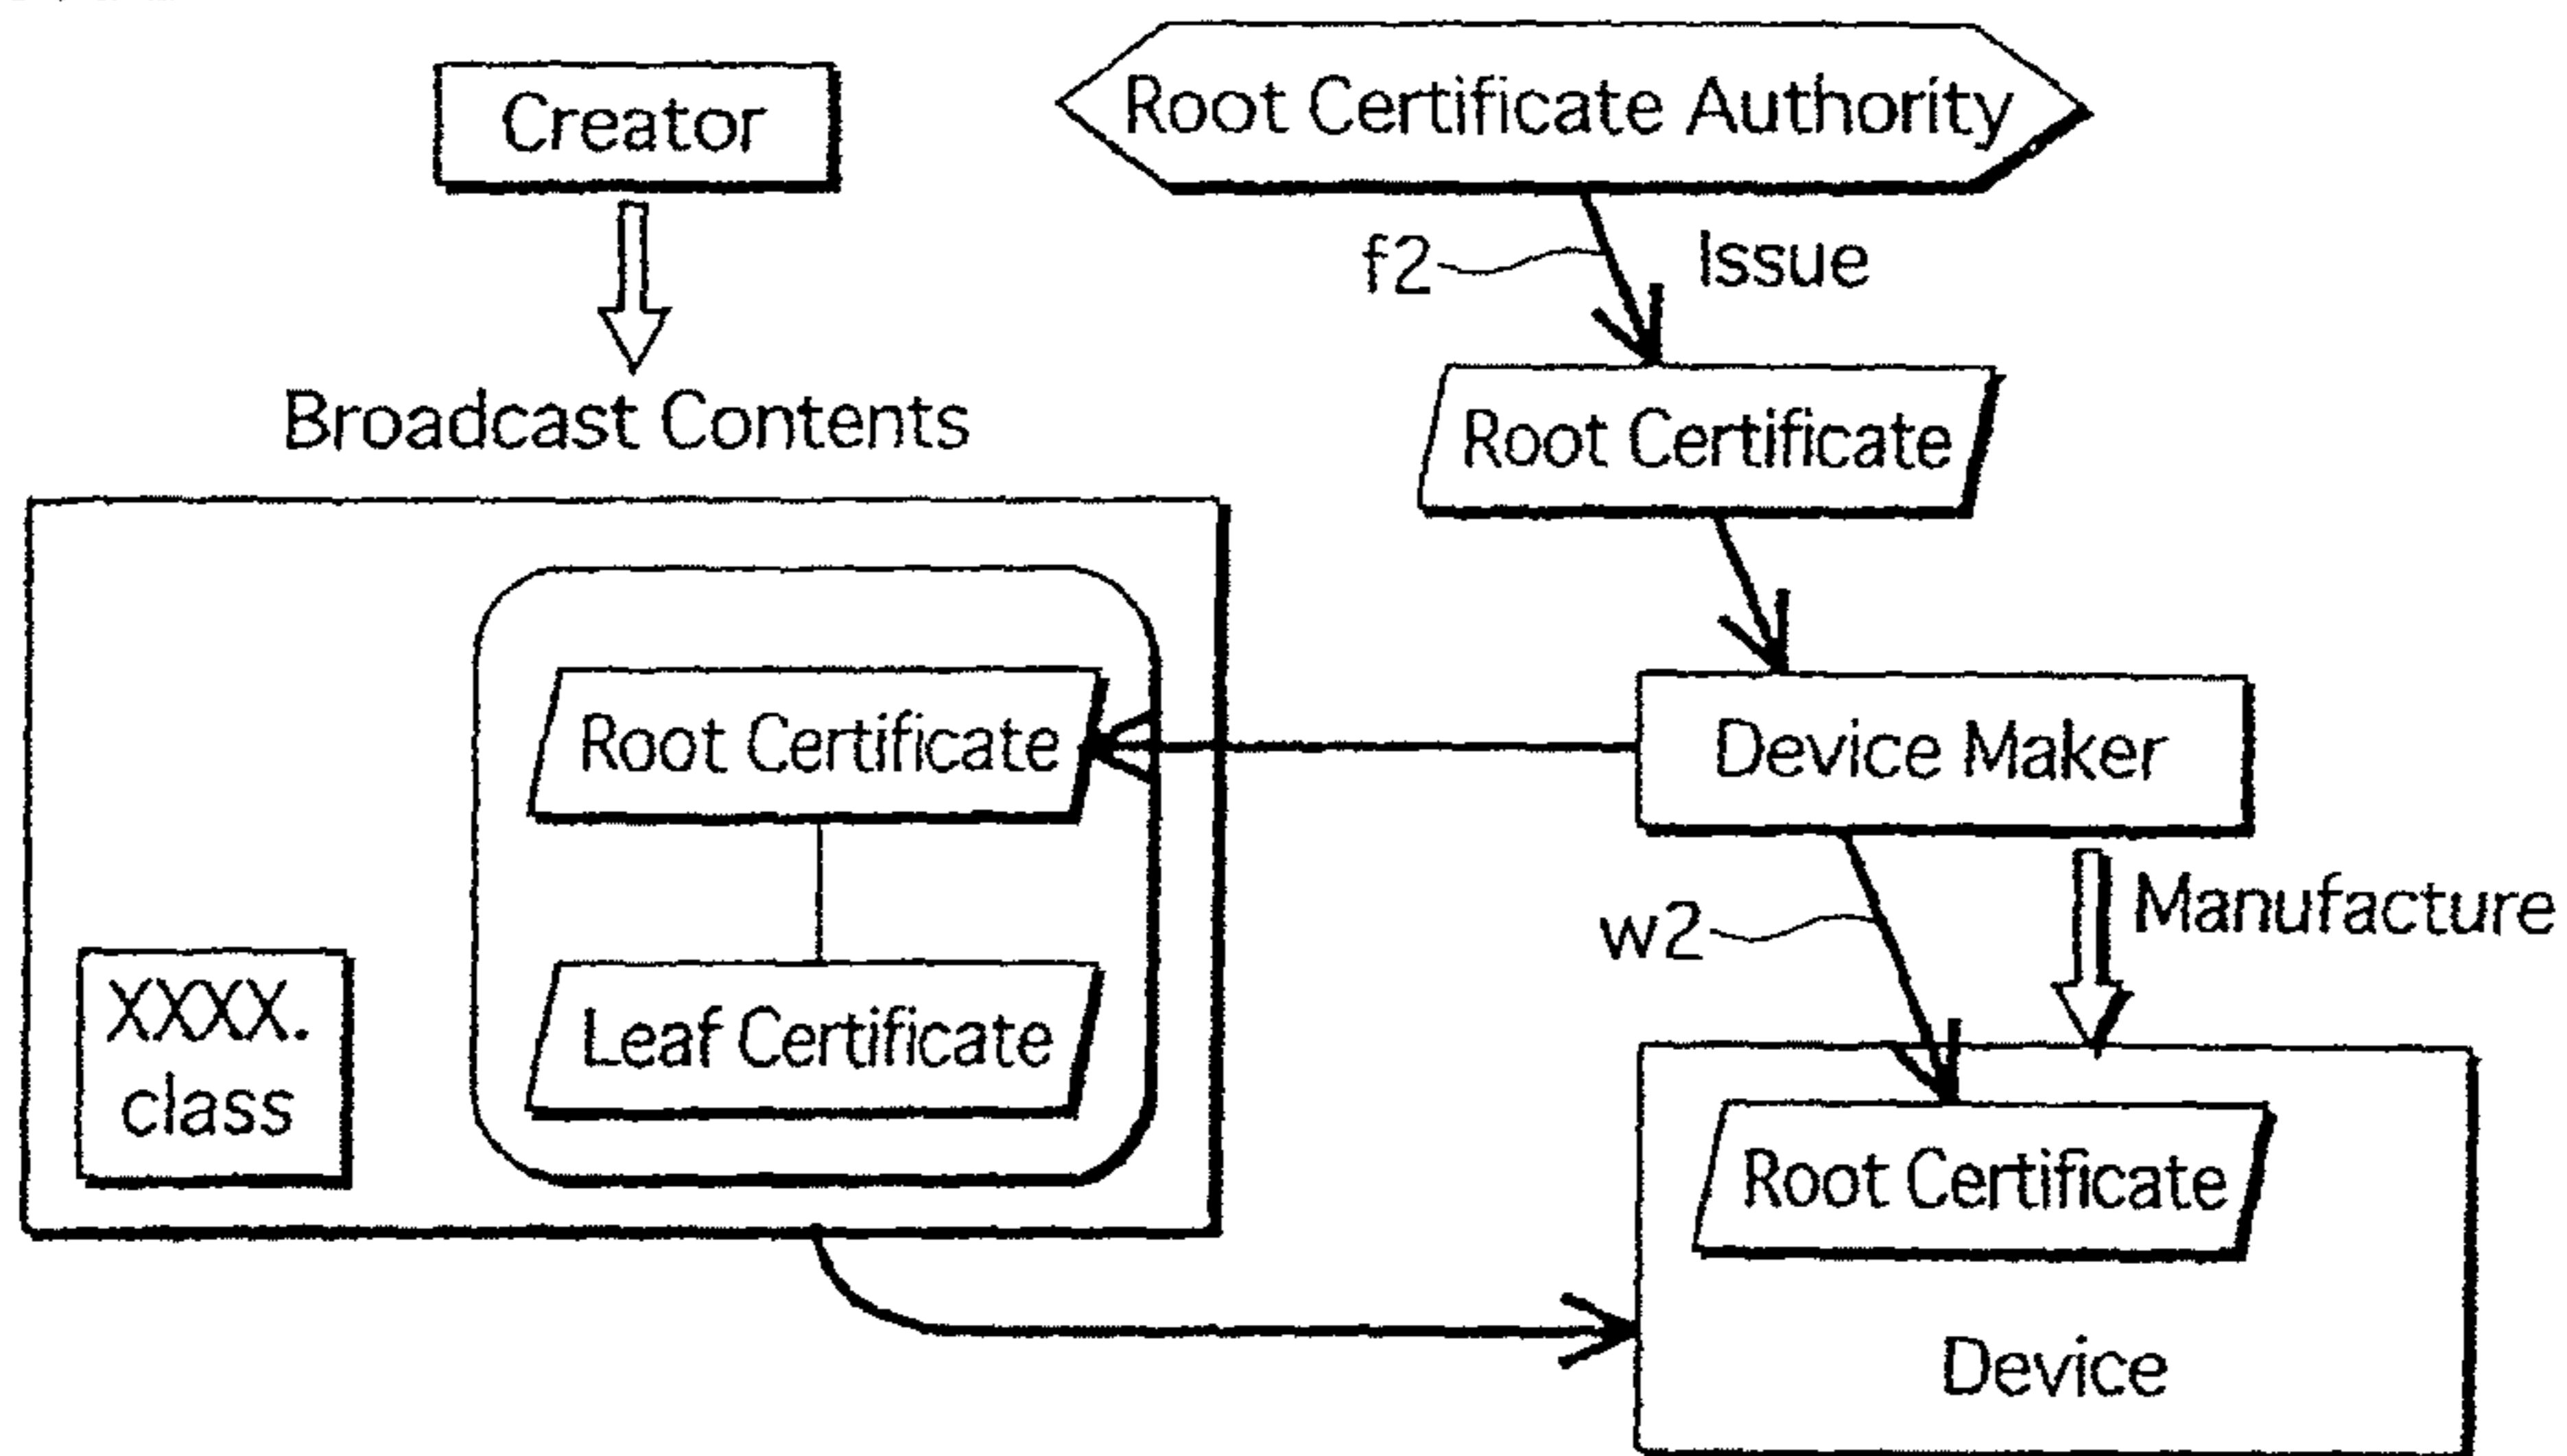 Creator
Root Certificate Authority
f2
Issue
Broadcast Contents
Root Certificate
Root Certificate
Device Maker
w2
Manufacture
XXXX.
class
Leaf Certificate
Root Certificate
Device